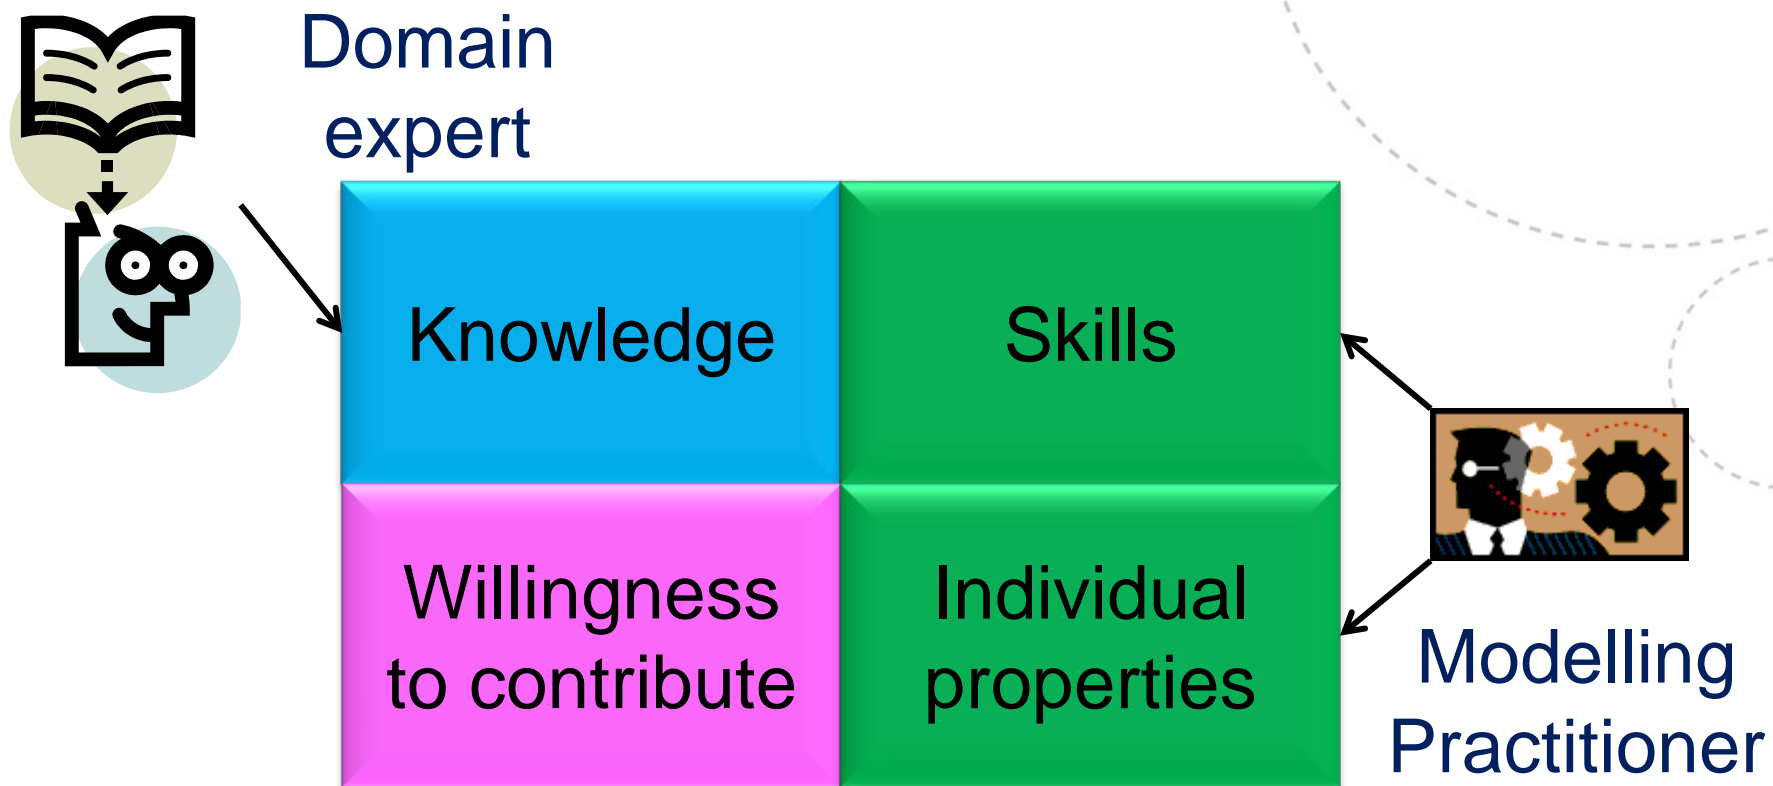 Domain
expert
Knowledge
Skills
Willingness
to contribute
Individual
properties
Modelling
Practitioner